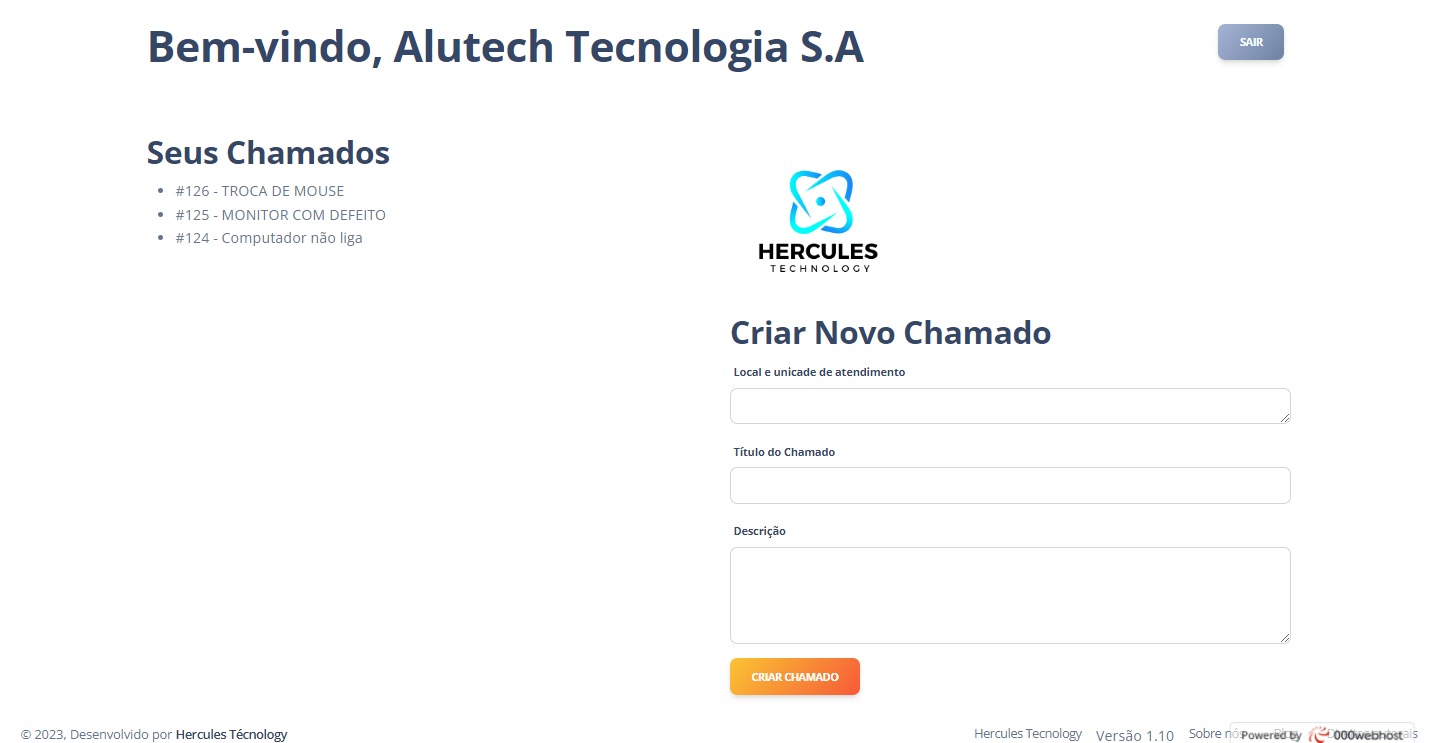 Bem-vindo, Alutech Tecnologia S.A
SAIR
Seus Chamados
#126 - TROCA DE MOUSE
#125 - MONITOR COM DEFEITO
#124 - Computador não liga
HERCULES
TECHNOLOGY
Criar Novo Chamado
Local e unicade de atendimento
Título do Chamado
Descrição
CRIAR CHAMADO
© 2023, Desenvolvido por Hercules Técnology
Hercules Tecnology Versão 1.10 Sobre nós Blog
Powered by 000webhost